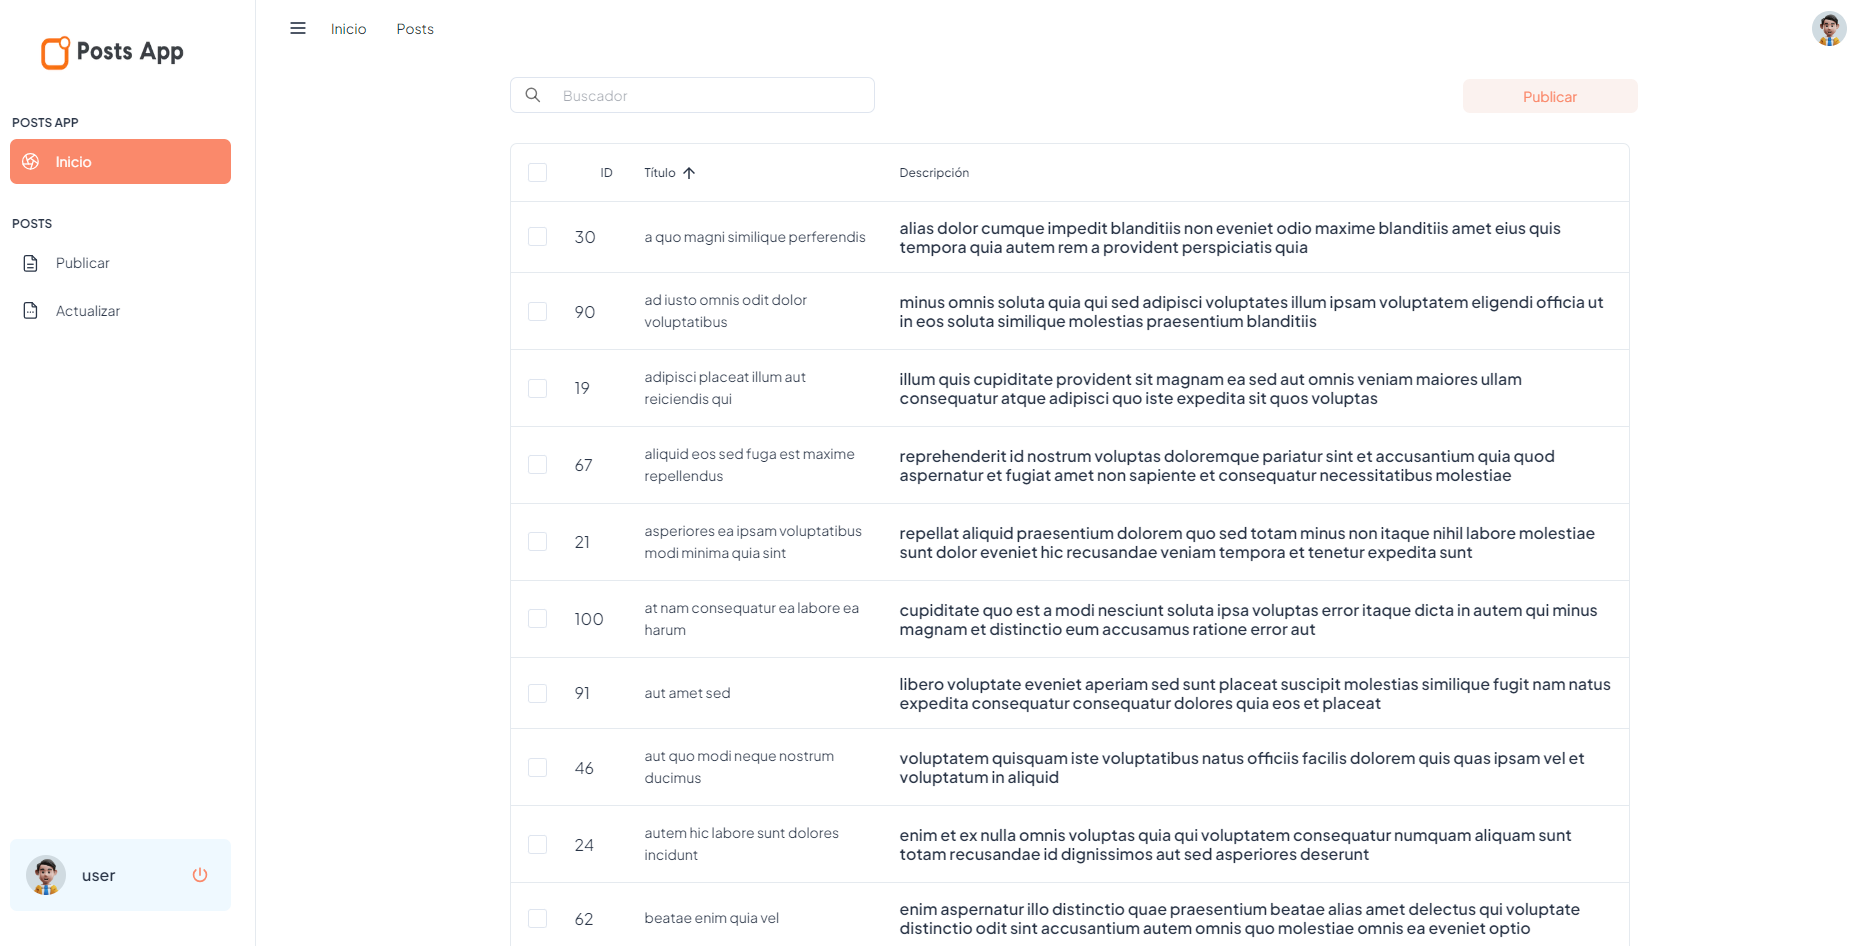 Posts App
POSTS APP
Inicio
POSTS
Publicar
Actualizar
user
Inicio Posts
Buscador
Publicar
ID Título Descripción
30 a quo magni similique perferendis
alias dolor cumque impedit blanditiis non eveniet odio maxime blanditiis amet eius quis
tempora quia autem rem a provident perspiciatis quia
90
ad iusto omnis odit dolor
voluptatibus
minus omnis soluta quia qui sed adipisci voluptates illum ipsam voluptatem eligendi officia ut
in eos soluta similique molestias praesentium blanditiis
19
adipisci placeat illum aut
reiciendis qui
illum quis cupiditate provident sit magnam ea sed aut omnis veniam maiores ullam
consequatur atque adipisci quo iste expedita sit quos voluptas
67
aliquid eos sed fuga est maxime
repellendus
reprehenderit id nostrum voluptas doloremque pariatur sint et accusantium quia quod
aspernatur et fugiat amet non sapiente et consequatur necessitatibus molestiae
21
asperiores ea ipsam voluptatibus
modi minima quia sint
repellat aliquid praesentium dolorem quo sed totam minus non itaque nihil labore molestiae
sunt dolor eveniet hic recusandae veniam tempora et tenetur expedita sunt
100
at nam consequatur ea labore ea
harum
cupiditate quo est a modi nesciunt soluta ipsa voluptas error itaque dicta in autem qui minus
magnam et distinctio eum accusamus ratione error aut
91 aut amet sed
libero voluptate eveniet aperiam sed sunt placeat suscipit molestias similique fugit nam natus
expedita consequatur consequatur dolores quia eos et placeat
46
aut quo modi neque nostrum
ducimus
voluptatem quisquam iste voluptatibus natus officiis facilis dolorem quis quas ipsam vel et
voluptatum in aliquid
24
autem hic labore sunt dolores
incidunt
enim et ex nulla omnis voluptas quia qui voluptatem consequatur numquam aliquam sunt
totam recusandae id dignissimos aut sed asperiores deserunt
62 beatae enim quia vel
enim aspernatur illo distinctio quae praesentium beatae alias amet delectus qui voluptate
distinctio odit sint accusantium autem omnis quo molestiae omnis ea eveniet optio